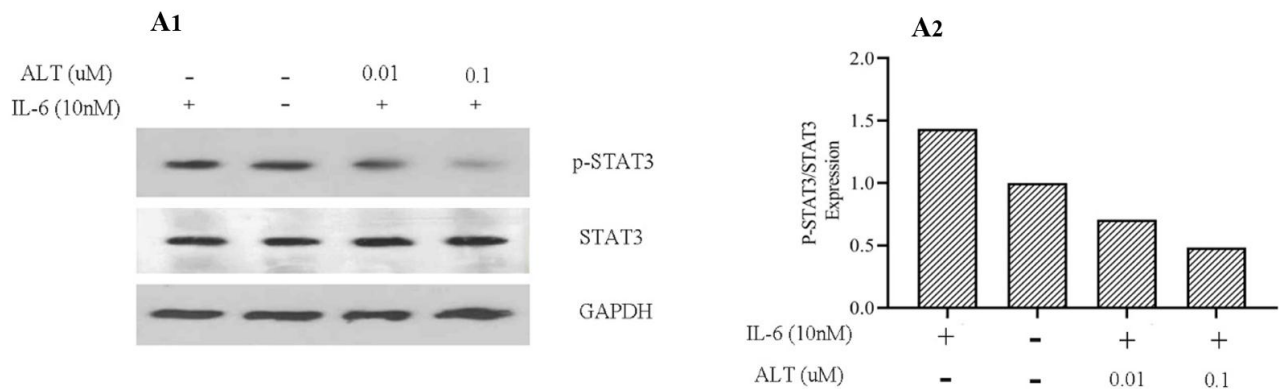 A1
ALT (uM) - - 0.01 0.1
IL-6 (10nM) + - + +
p-STAT3
STAT3
GAPDH
A2
P-STAT3/STAT3
Expression
2.0
1.5
1.0
0.5
0.0
IL-6 (10nM) + - + +
ALT (uM) - - 0.01 0.1